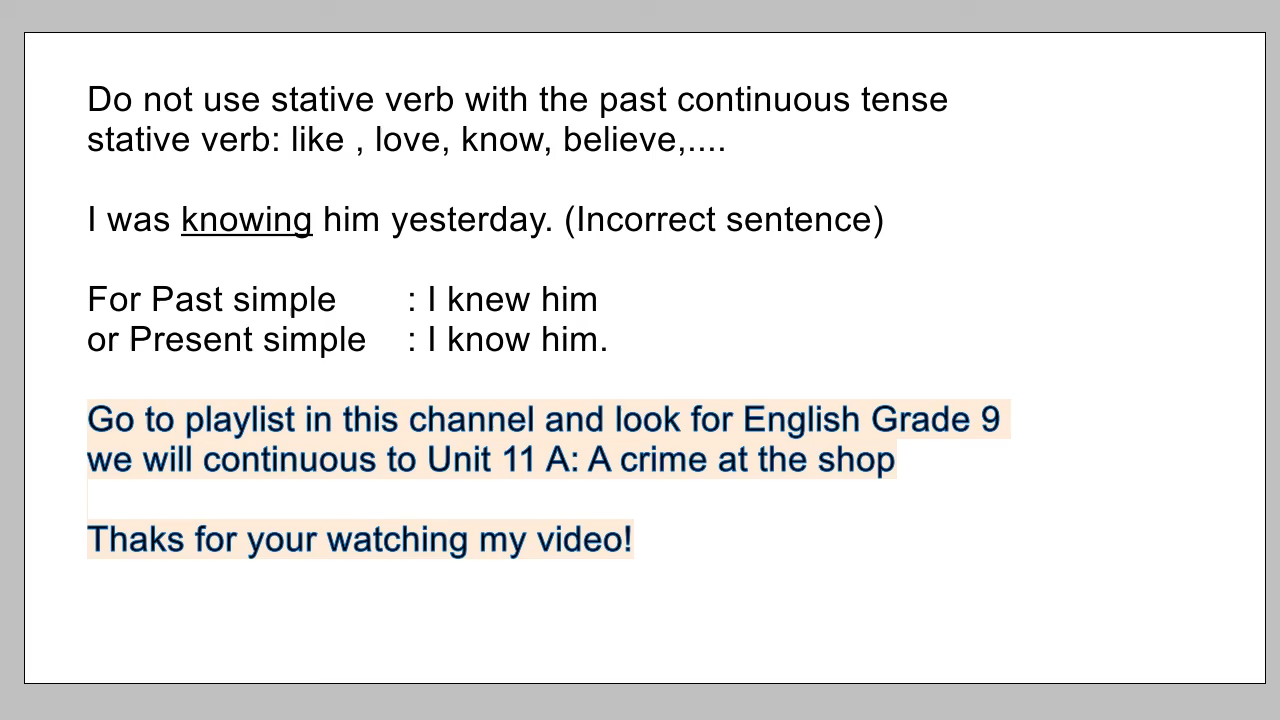 Do not use stative verb with the past continuous tense
stative verb: like , love, know, believe,....
I was knowing him yesterday. (Incorrect sentence)
For Past simple : I knew him
or Present simple : I know him.
Go to playlist in this channel and look for English Grade 9
we will continuous to Unit 11 A: A crime at the shop
Thaks for your watching my video!